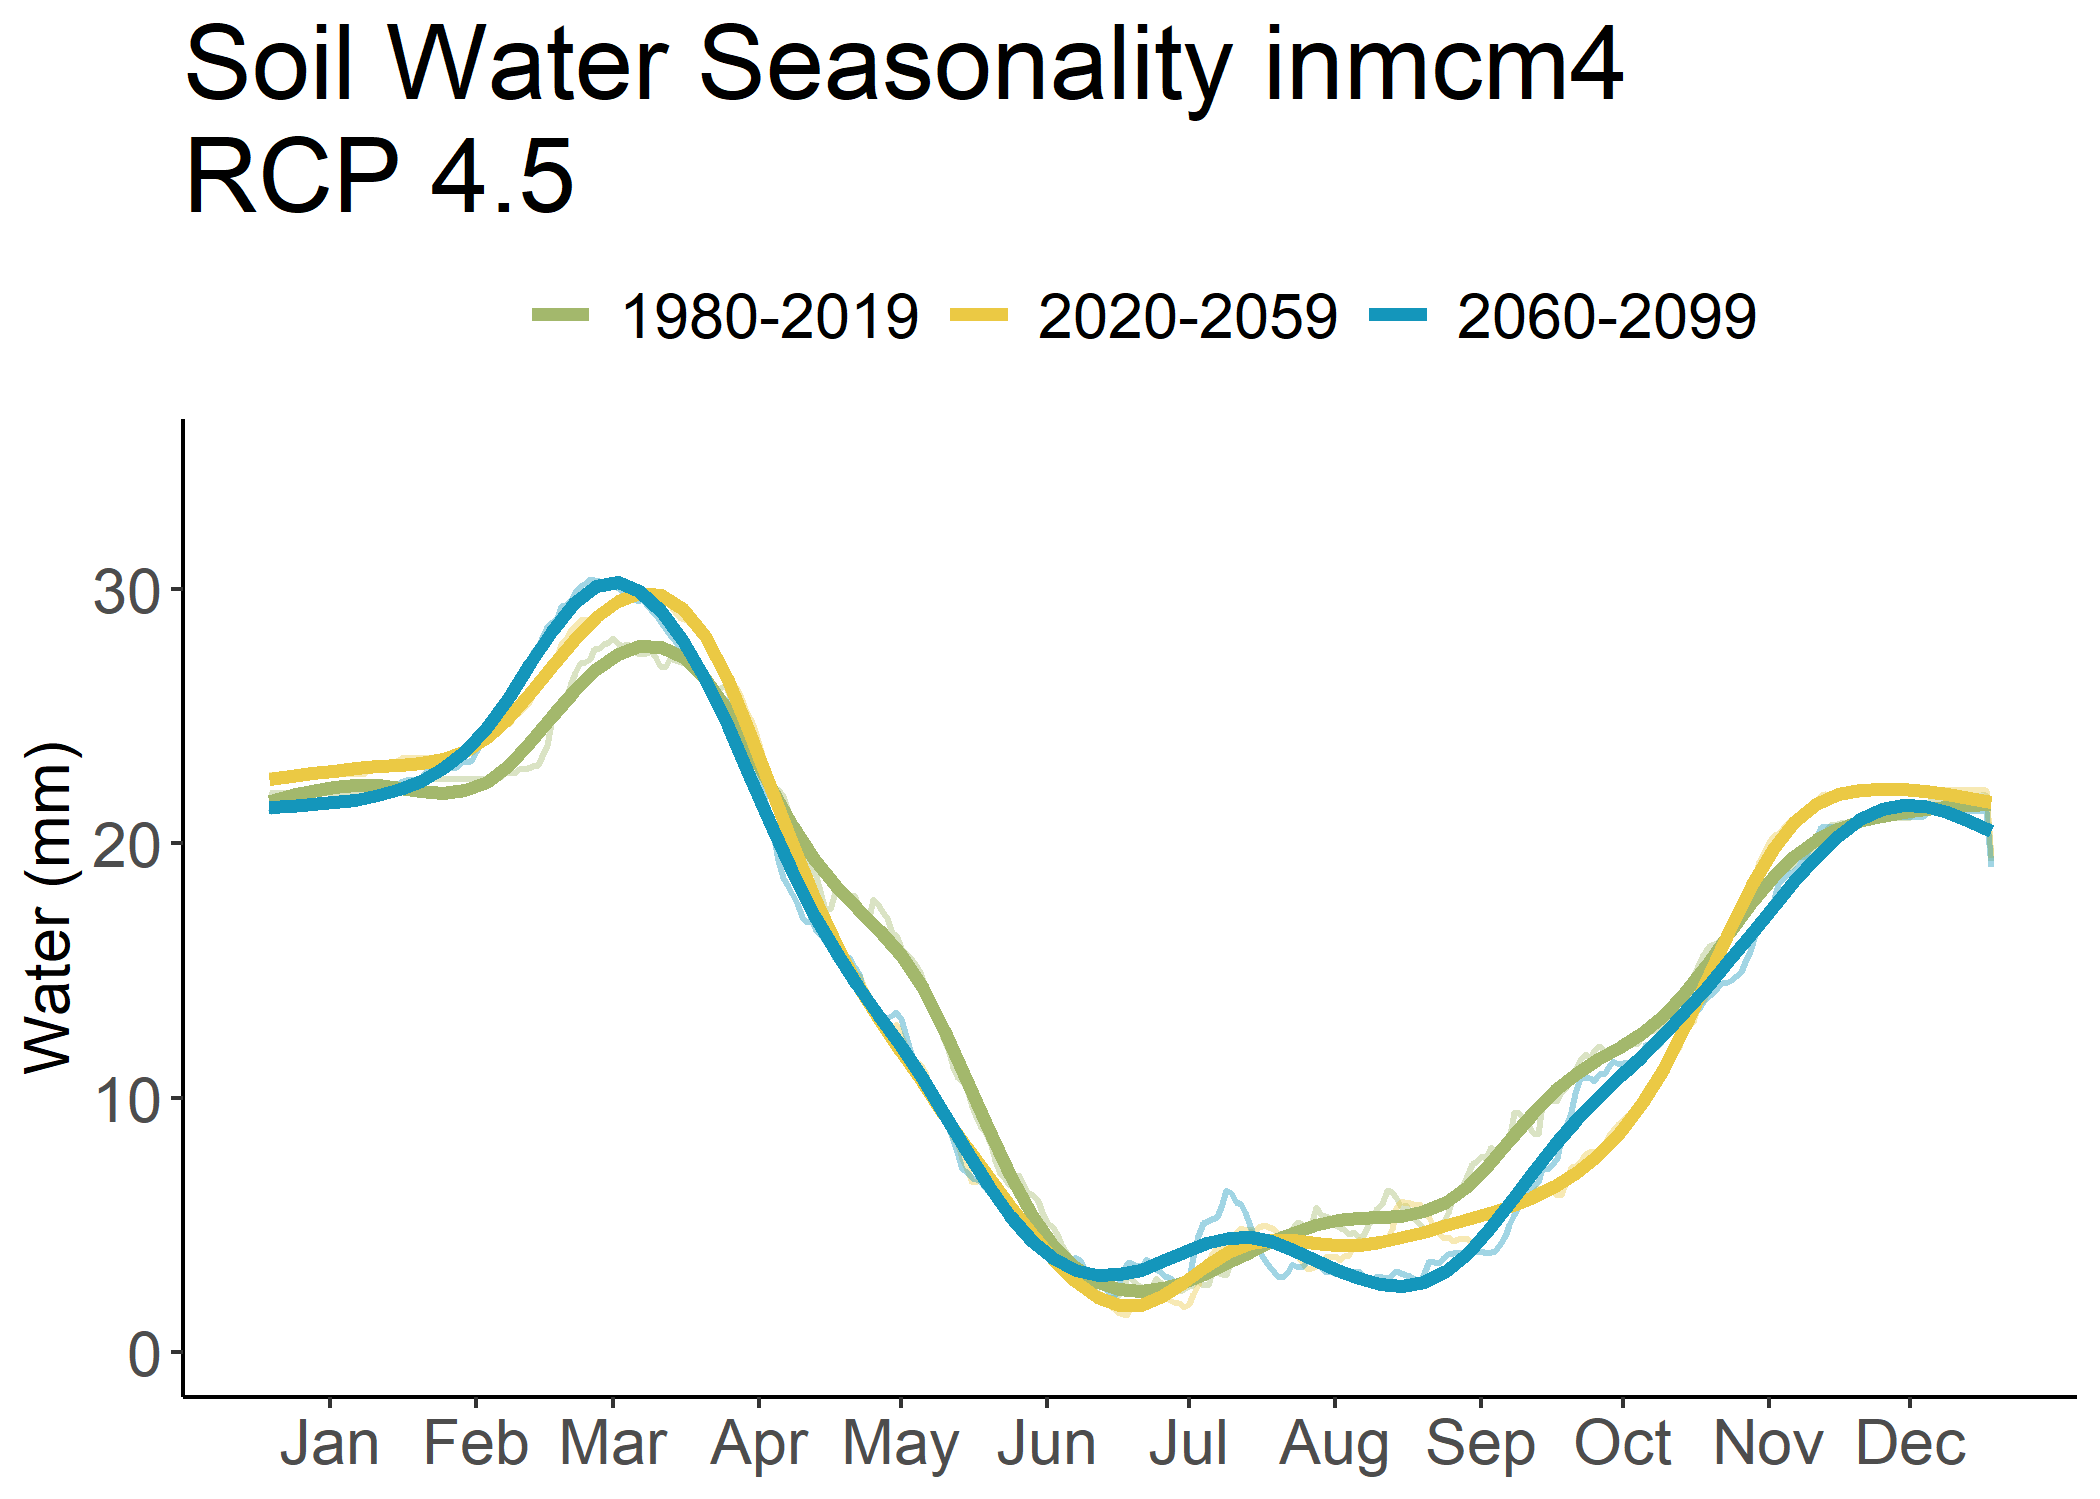 Soil Water Seasonality inmcm4
RCP 4.5
1980-2019 2020-2059 2060-2099
Water (mm)
30
20
10
0
Jan Feb Mar Apr May Jun Jul Aug Sep Oct Nov Dec